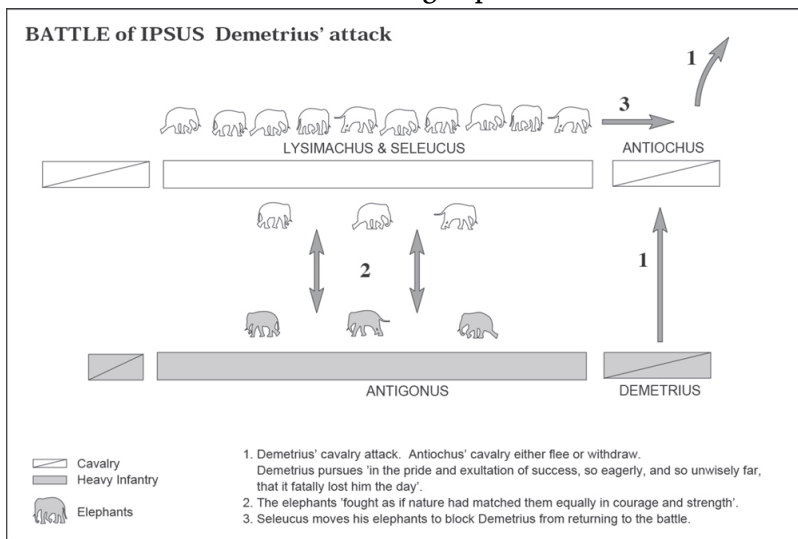 BATTLE of IPSUS Demetrius' attack
1
3
LYSIMACHUS & SELEUCUS
ANTIOCHUS
2
1
ANTIGONUS
DEMETRIUS
Cavalry
Heavy Infantry
Elephants
1. Demetrius' cavalry attack. Antiochus' cavalry either flee or withdraw.
Demetrius pursues 'in the pride and exultation of success, so eagerly, and so unwisely far,
that it fatally lost him the day'.
2. The elephants 'fought as if nature had matched them equally in courage and strength'.
3. Seleucus moves his elephants to block Demetrius from returning to the battle.